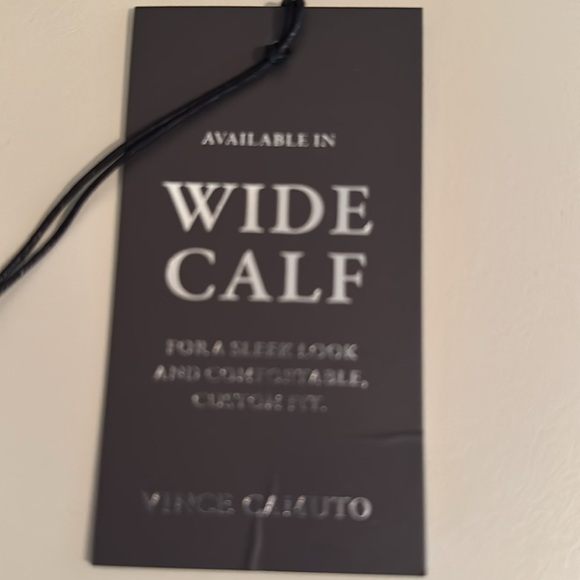 AVAILABLE IN
WIDE
CALF
FOR A SLEEK LOOK
AND COMFORTABLE,
CUSTOM FIT.
VINCE CAMUTO